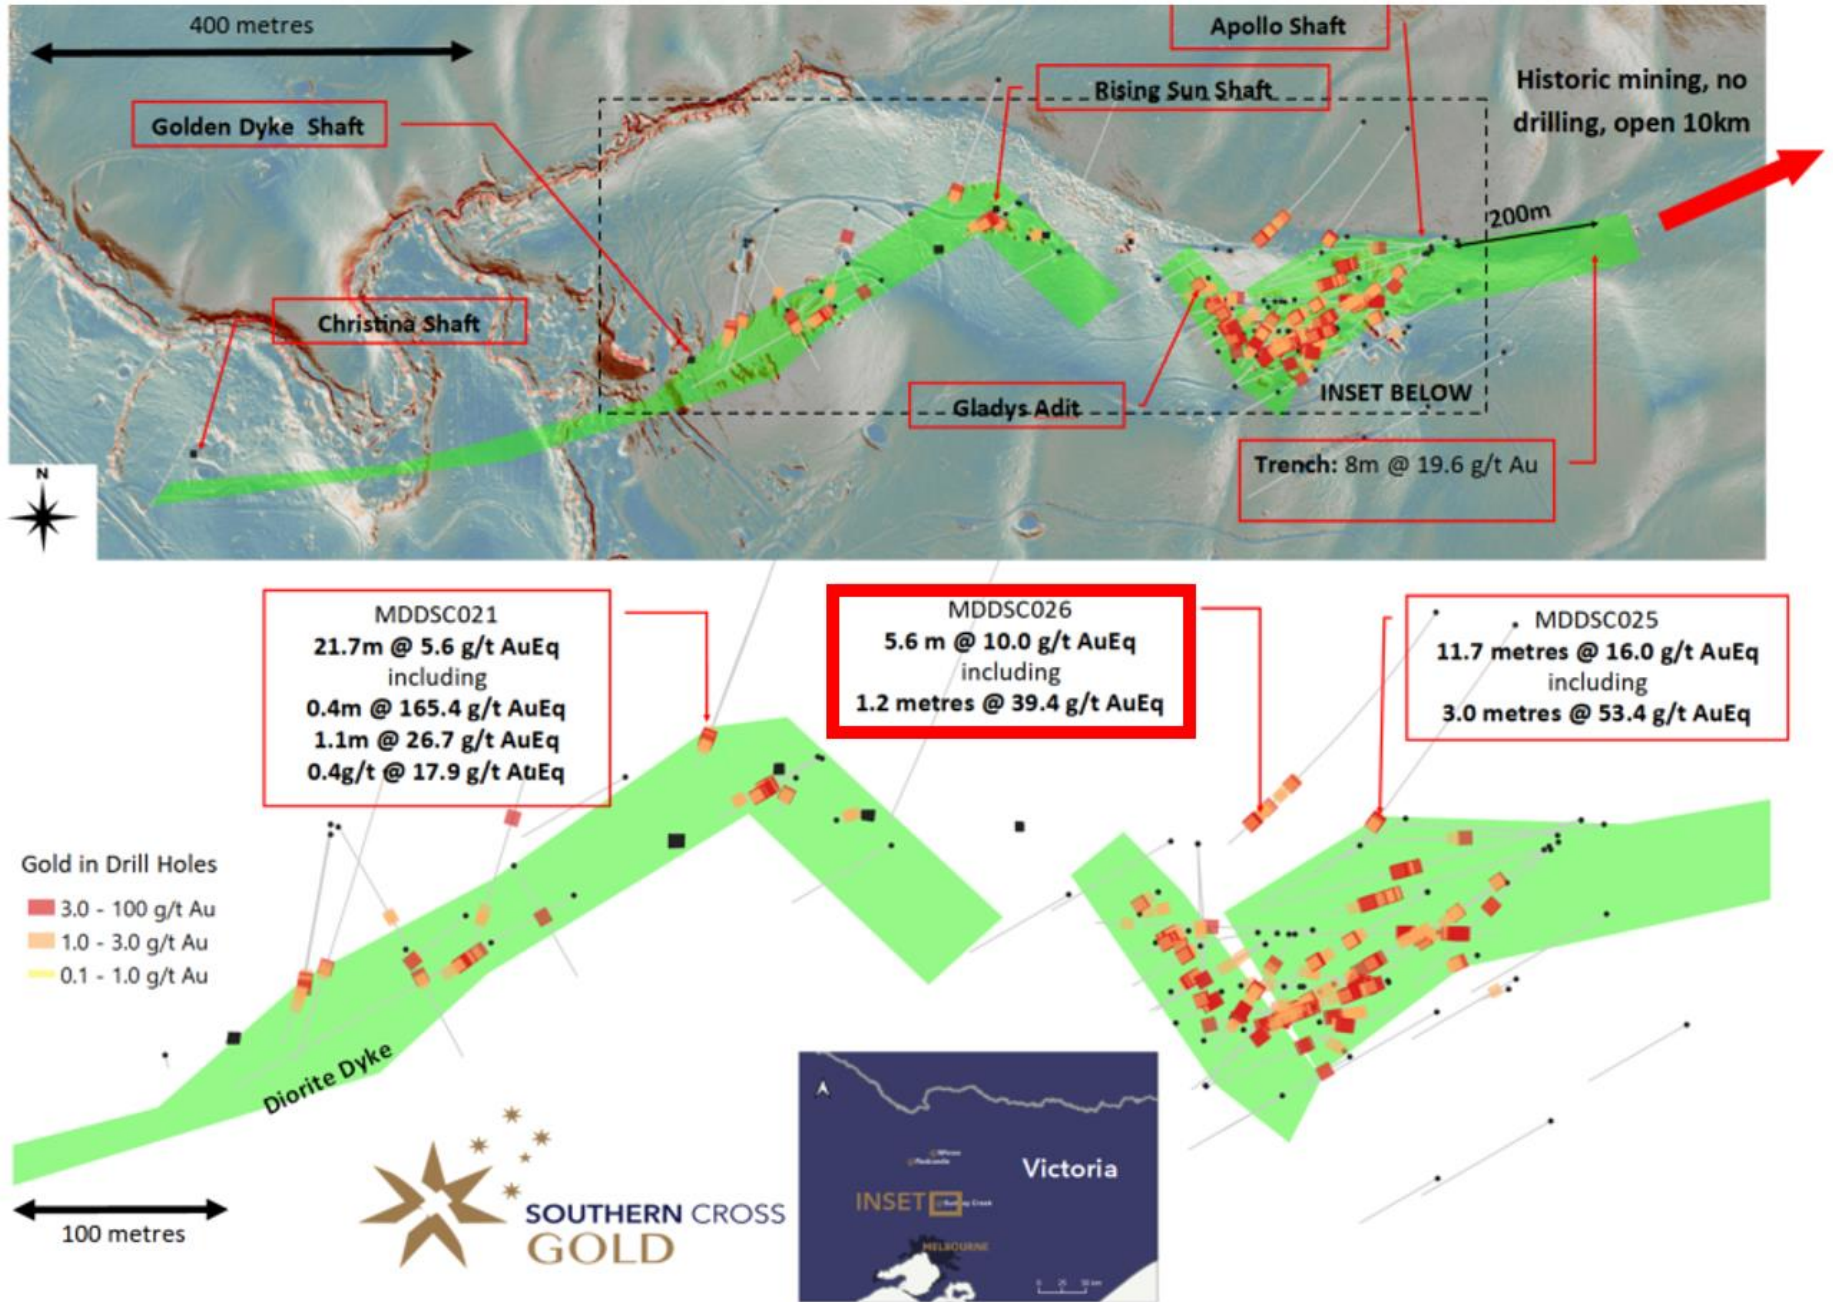 400 metres
Apollo Shaft
Rising Sun Shaft
Historic mining, no
drilling, open 10km
Golden Dyke Shaft
200m
Christina Shaft
INSET BELOW
Gladys Adit
Trench: 8m @ 19.6 g/t Au
N
MDDSC021
21.7m @ 5.6 g/t AuEq
including
0.4m @ 165.4 g/t AuEq
1.1m @ 26.7 g/t AuEq
0.4g/t @ 17.9 g/t AuEq
MDDSC026
5.6 m @ 10.0 g/t AuEq
including
1.2 metres @ 39.4 g/t AuEq
MDDSC025
11.7 metres @ 16.0 g/t AuEq
including
3.0 metres @ 53.4 g/t AuEq
Gold in Drill Holes
3.0 - 100 g/t Au
1.0 - 3.0 g/t Au
0.1 - 1.0 g/t Au
Diorite Dyke
100 metres
SOUTHERN CROSS
GOLD
Victoria
INSET
Creek
MELBOURNE
0 25 50 km